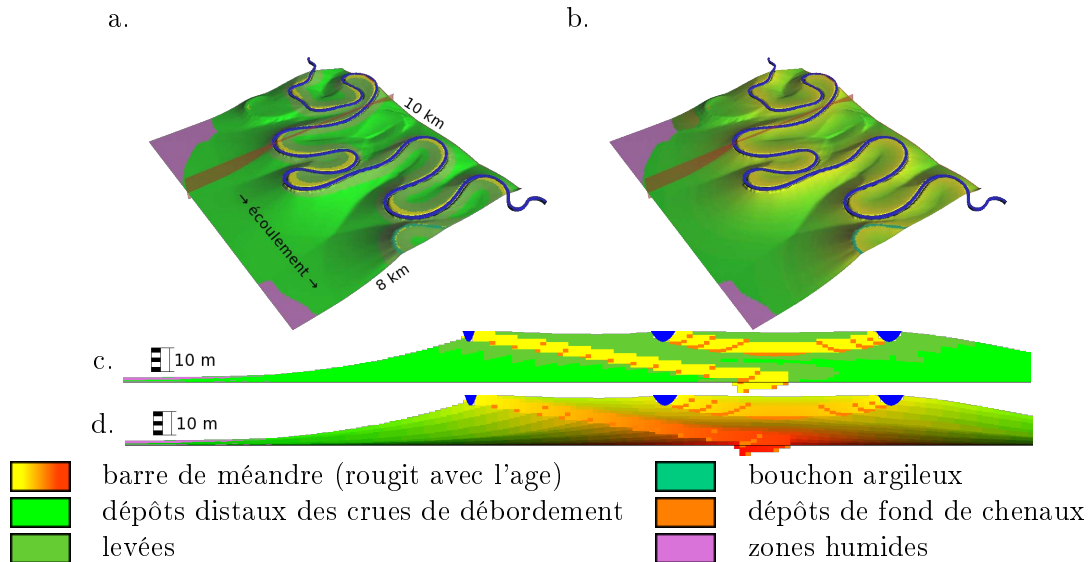 a.
b.
10 km
→ écoulement →
8 km
c.
10 m
d.
10 m
barre de méandre (rougit avec l'age)
bouchon argileux
dépôts distaux des crues de débordement
dépôts de fond de chenaux
levées
zones humides